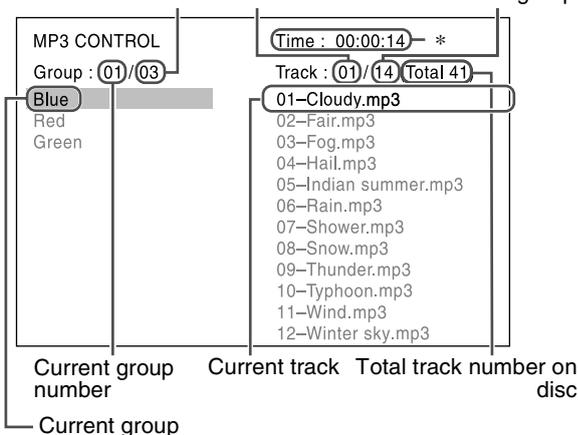 MP3 CONTROL
Time : 00:00:14 *
Group : 01/03
Track : 01/14 Total 41
Blue
Red
Green
01–Cloudy.mp3
02–Fair.mp3
03–Fog.mp3
04–Hail.mp3
05–Indian summer.mp3
06–Rain.mp3
07–Shower.mp3
08–Snow.mp3
09–Thunder.mp3
10–Typhoon.mp3
11–Wind.mp3
12–Winter sky.mp3
Current group
number
Current track
Total track number on
disc
Current group